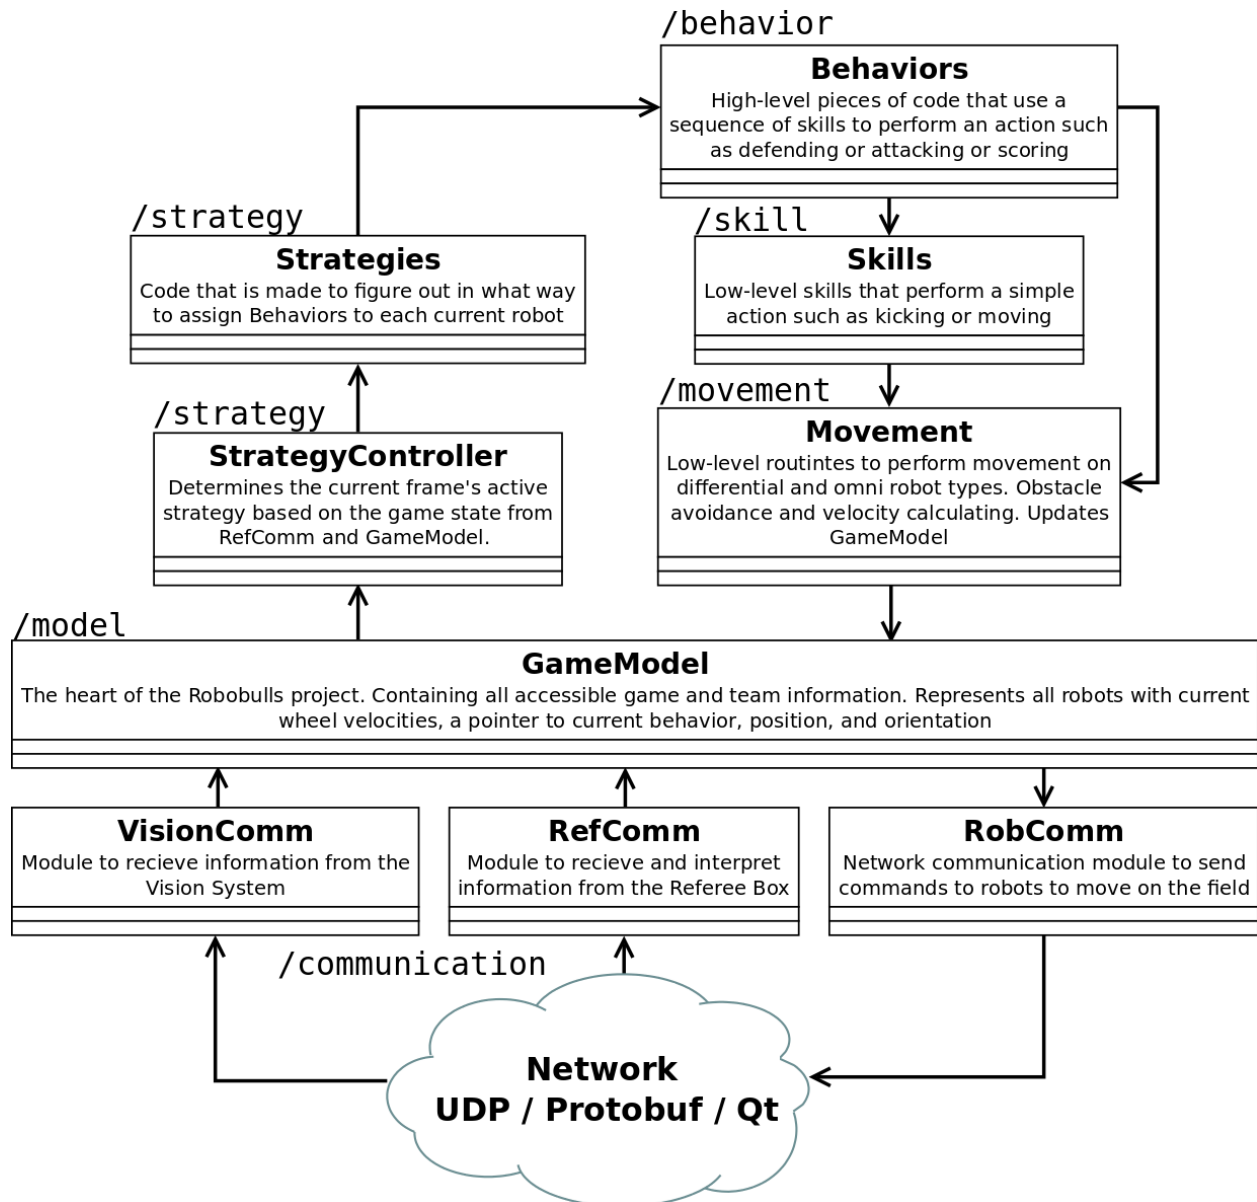 /behavior
Behaviors
High-level pieces of code that use a
sequence of skills to perform an action such
as defending or attacking or scoring
/strategy
Strategies
Code that is made to figure out in what way
to assign Behaviors to each current robot
/skill
Skills
Low-level skills that perform a simple
action such as kicking or moving
/strategy
StrategyController
Determines the current frame's active
strategy based on the game state from
RefComm and GameModel.
/movement
Movement
Low-level routintes to perform movement on
differential and omni robot types. Obstacle
avoidance and velocity calculating. Updates
GameModel
/model
GameModel
The heart of the Robobulls project. Containing all accessible game and team information. Represents all robots with current
wheel velocities, a pointer to current behavior, position, and orientation
VisionComm
Module to recieve information from the
Vision System
RefComm
Module to recieve and interpret
information from the Referee Box
RobComm
Network communication module to send
commands to robots to move on the field
/communication
Network
UDP / Protobuf / Qt